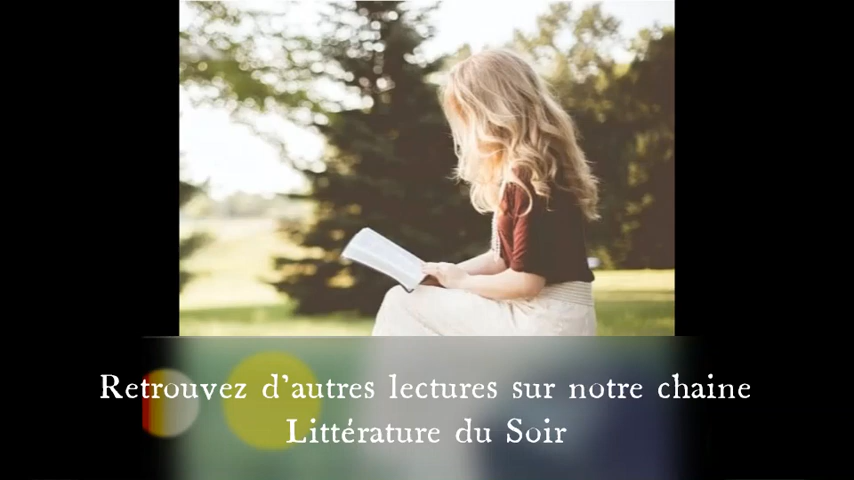 Retrouvez d'autres lectures sur notre chaine
Littérature du Soir